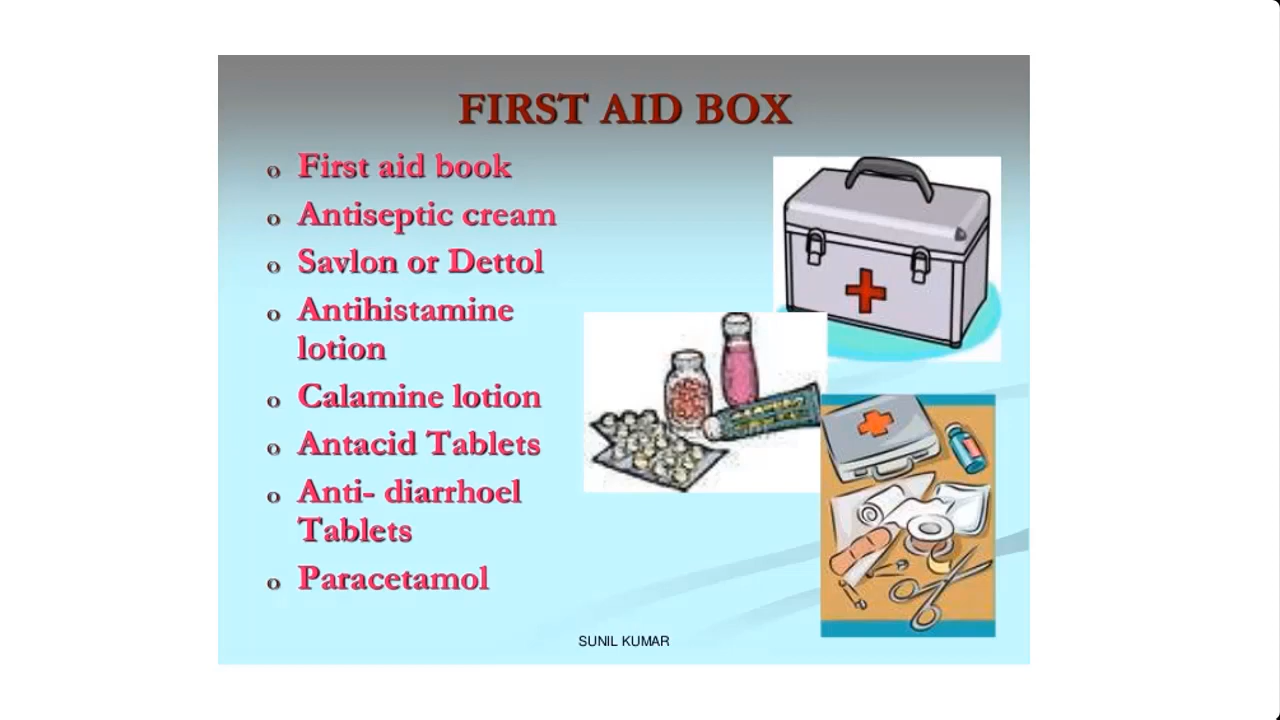 FIRST AID BOX
o First aid book
o Antiseptic cream
o Savlon or Dettol
o Antihistamine
lotion
o Calamine lotion
o Antacid Tablets
o Anti- diarrhoel
Tablets
o Paracetamol
SUNIL KUMAR